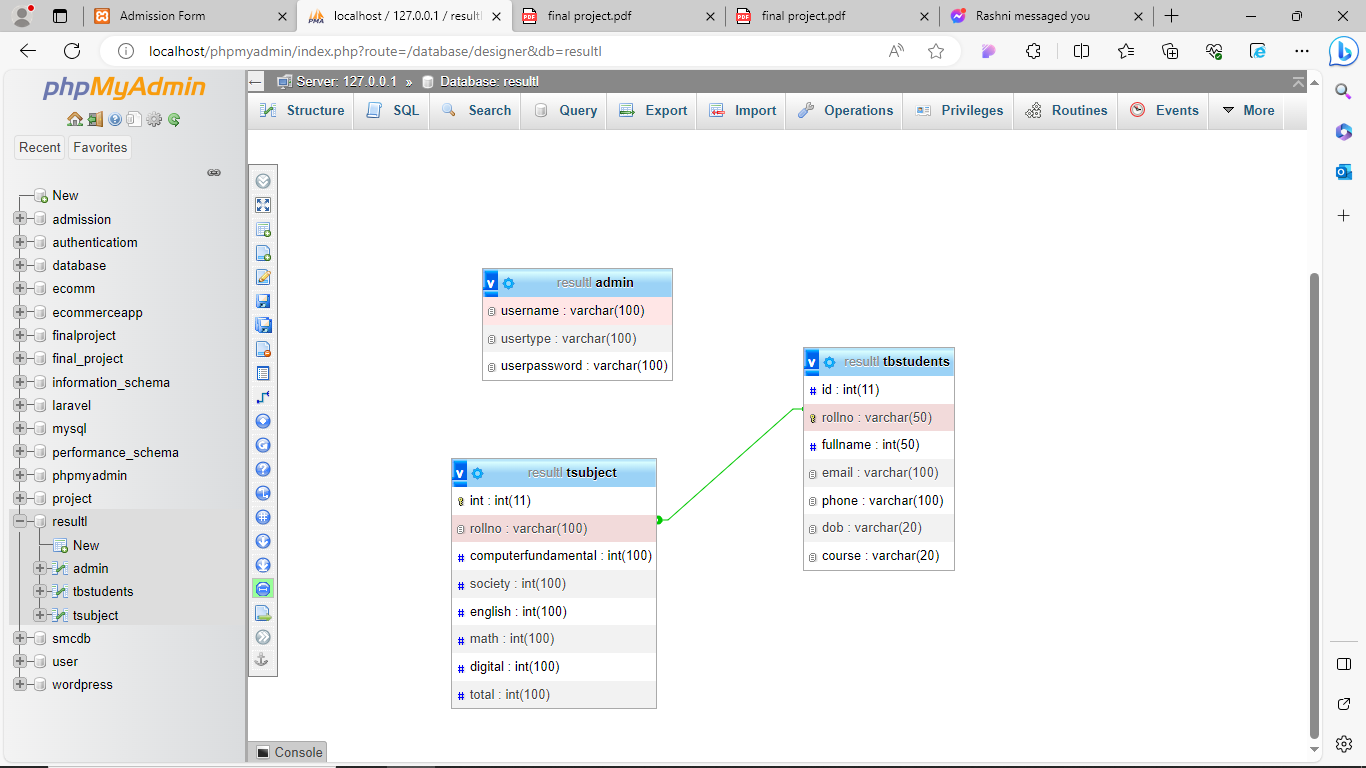 Admission Form
localhost / 127.0.0.1 / resultl
final project.pdf
final project.pdf
Rashni messaged you
localhost/phpmyadmin/index.php?route=/database/designer&db=resultl
phpMyAdmin
Recent
Favorites
New
admission
authenticatiom
database
ecomm
ecommerceapp
finalproject
final_project
information_schema
laravel
mysql
performance_schema
phpmyadmin
project
resultl
New
admin
tbstudents
tsubject
smcdb
user
wordpress
Server: 127.0.0.1 » Database: resultl
Structure
SQL
Search
Query
Export
Import
Operations
Privileges
Routines
Events
More
v resultl admin
username : varchar(100)
usertype : varchar(100)
userpassword : varchar(100)
v resultl tbstudents
# id : int(11)
rollno : varchar(50)
# fullname : int(50)
email : varchar(100)
phone : varchar(100)
dob : varchar(20)
course : varchar(20)
v resultl tsubject
int : int(11)
rollno : varchar(100)
# computerfundamental : int(100)
# society : int(100)
# english : int(100)
# math : int(100)
# digital : int(100)
# total : int(100)
Console